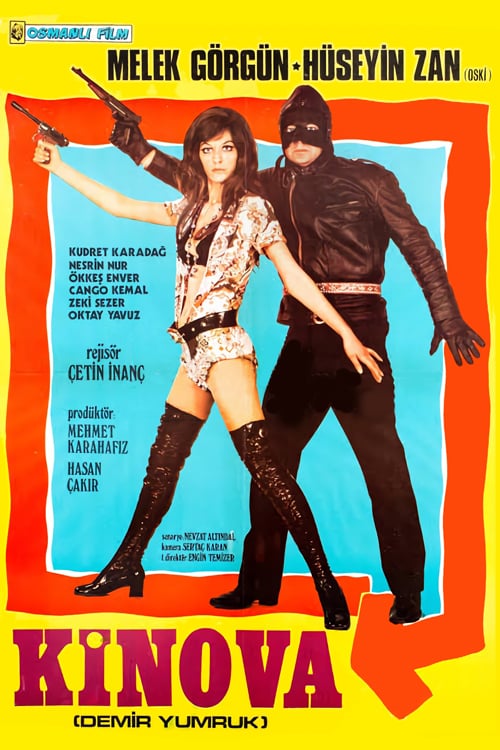 OSMANLI FİLM
MELEK GÖRGÜN ★ HÜSEYİN ZAN (OSKİ)
KUDRET KARADAĞ
NESRİN NUR
ÖKKEŞ ENVER
CANGO KEMAL
ZEKİ SEZER
OKTAY YAVUZ
rejisör
ÇETİN İNANÇ
prodüktör:
MEHMET
KARAHAFIZ
HASAN
ÇAKIR
senaryo: NEVZAT ALTINDAL
kamera SERTAÇ KARAN
I. direktör ENGİN TEMİZER
KİNOVA
(DEMİR YUMRUK)